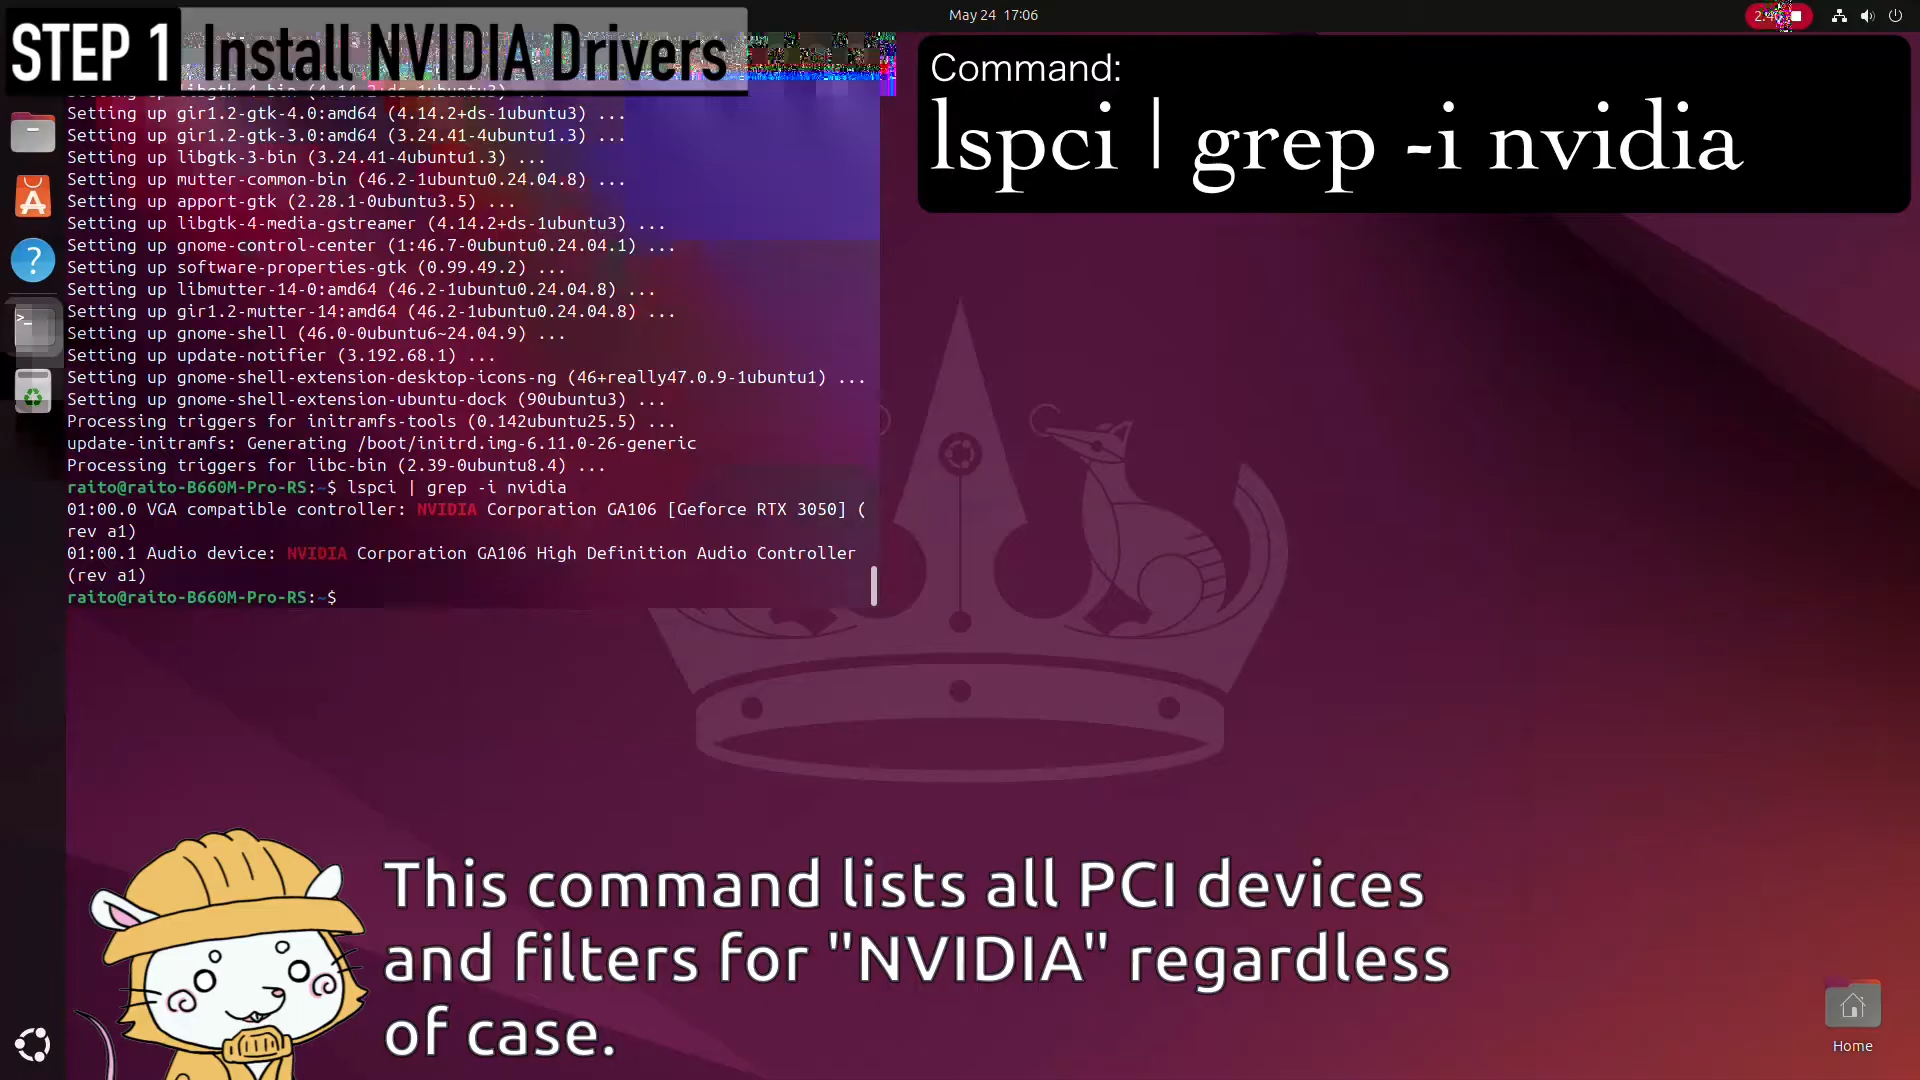 May 24 17:06
STEP 1 Install NVIDIA Drivers
Command:
lspci | grep -i nvidia
Setting up gir1.2-gtk-4.0:amd64 (4.14.2+ds-1ubuntu3) ...
Setting up gir1.2-gtk-3.0:amd64 (3.24.41-4ubuntu1.3) ...
Setting up libgtk-3-bin (3.24.41-4ubuntu1.3) ...
Setting up mutter-common-bin (46.2-1ubuntu0.24.04.8) ...
Setting up apport-gtk (2.28.1-0ubuntu3.5) ...
Setting up libgtk-4-media-gstreamer (4.14.2+ds-1ubuntu3) ...
Setting up gnome-control-center (1:46.7-0ubuntu0.24.04.1) ...
Setting up software-properties-gtk (0.99.49.2) ...
Setting up libmutter-14-0:amd64 (46.2-1ubuntu0.24.04.8) ...
Setting up gir1.2-mutter-14:amd64 (46.2-1ubuntu0.24.04.8) ...
Setting up gnome-shell (46.0-0ubuntu6~24.04.9) ...
Setting up update-notifier (3.192.68.1) ...
Setting up gnome-shell-extension-desktop-icons-ng (46+really47.0.9-1ubuntu1) ...
Setting up gnome-shell-extension-ubuntu-dock (90ubuntu3) ...
Processing triggers for initramfs-tools (0.142ubuntu25.5) ...
update-initramfs: Generating /boot/initrd.img-6.11.0-26-generic
Processing triggers for libc-bin (2.39-0ubuntu8.4) ...
raito@raito-B660M-Pro-RS:~$ lspci | grep -i nvidia
01:00.0 VGA compatible controller: NVIDIA Corporation GA106 [Geforce RTX 3050] (
rev a1)
01:00.1 Audio device: NVIDIA Corporation GA106 High Definition Audio Controller
(rev a1)
raito@raito-B660M-Pro-RS:~$
This command lists all PCI devices
and filters for "NVIDIA" regardless
of case.
Home